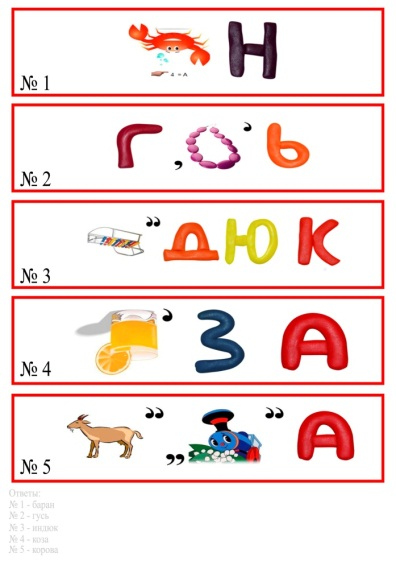 № 1
4 = А
Н
№ 2
Г , ’ Ь
№ 3
” ДЮК
№ 4
’ З А
№ 5
“ „ “ А
Ответы:
№ 1 - баран
№ 2 - гусь
№ 3 - индюк
№ 4 - коза
№ 5 - корова